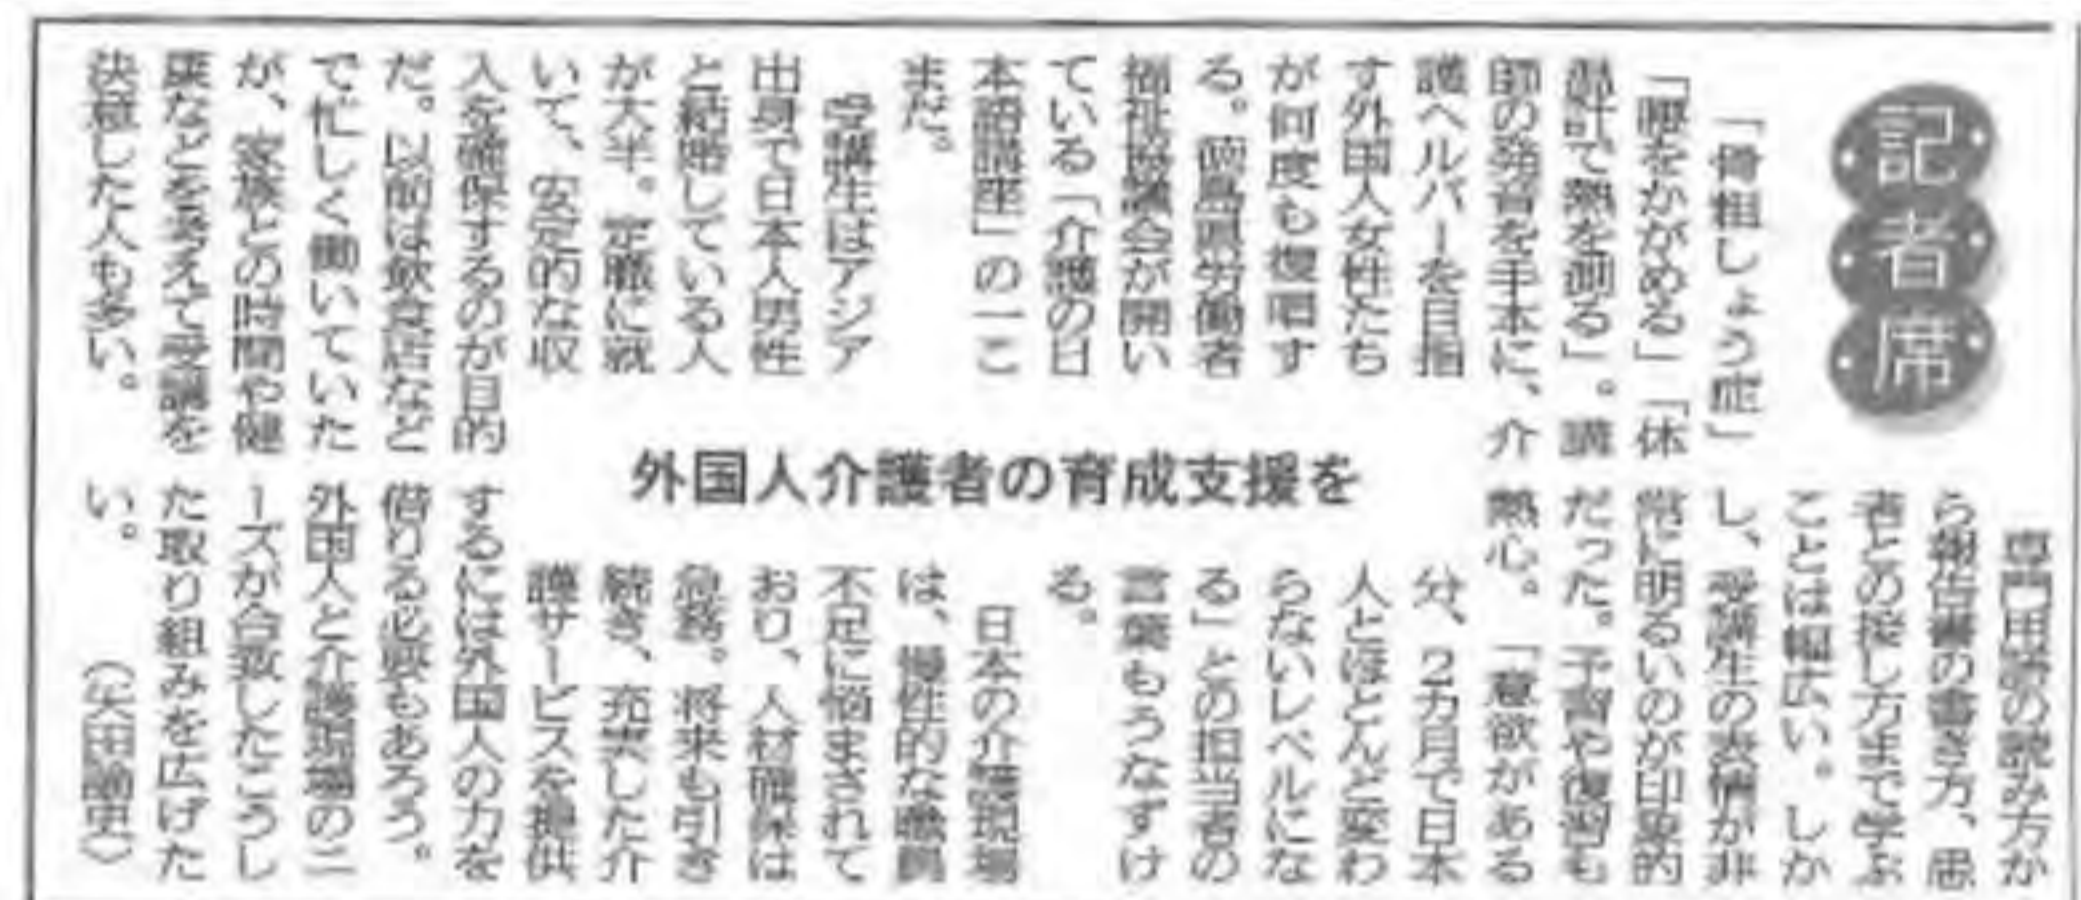 記者席
外国人介護者の育成支援を
「骨粗しょう症」
「腰をかがめる」「体
温計で熱を測る」。講
師の発音を手本に、介
護ヘルパーを目指
す外国人女性たち
が何度も復唱す
る。徳島県労働者
福祉協議会が開い
ている「介護の日
本語講座」の一こ
まだ。
受講生はアジア
出身で日本人男性
と結婚している人
が大半。定職に就
いて、安定的な収
入を確保するのが目的
だ。以前は飲食店など
で忙しく働いていた
が、家族との時間や健
康などを考えて受講を
決意した人も多い。
専門用語の読み方か
ら報告書の書き方、患
者との接し方まで学ぶ
ことは幅広い。しか
し、受講生の表情が非
常に明るいのが印象的
だった。予習や復習も
熱心。「意欲がある
分、2カ月で日本
人とほとんど変わ
らないレベルにな
る」との担当者の
言葉もうなずけ
る。
日本の介護現場
は、慢性的な職員
不足に悩まされて
おり、人材確保は
急務。将来も引き
続き、充実した介
護サービスを提供
するには外国人の力を
借りる必要もあろう。
外国人と介護現場のニ
ーズが合致したこうし
た取り組みを広げた
い。（矢田諭史）